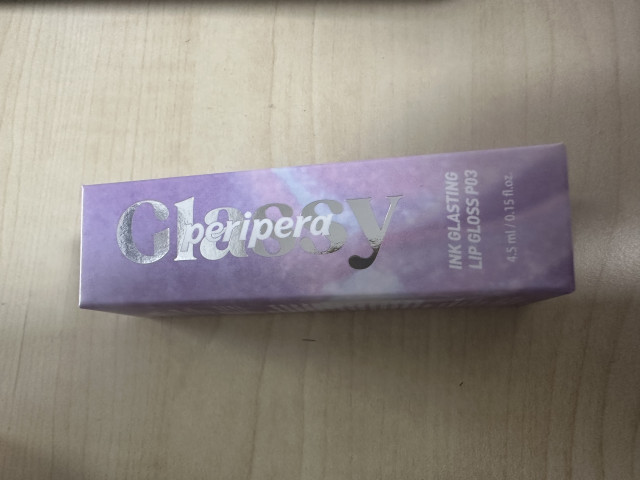 Glassy
peripera
INK GLASTING
LIP GLOSS P03
4.5 ml / 0.15 fl.oz.